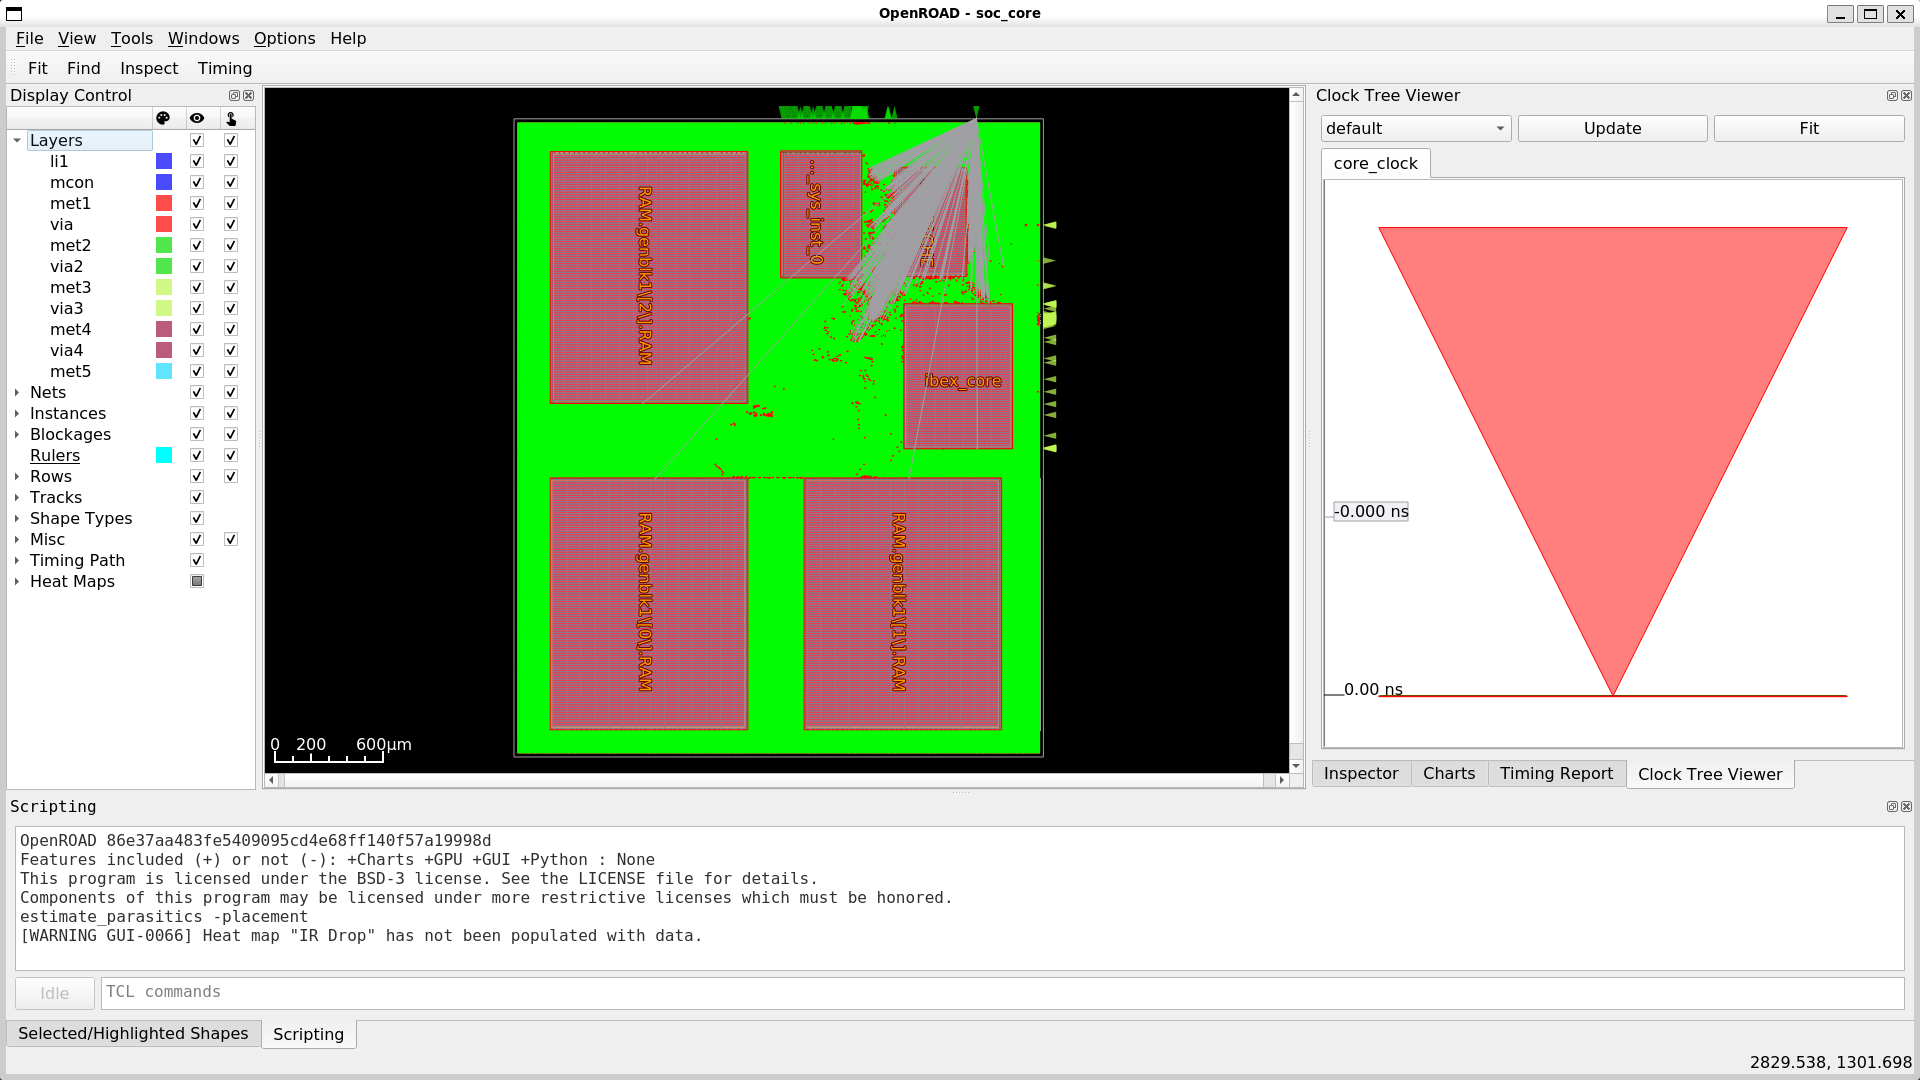 OpenROAD - soc_core
File View Tools Windows Options Help
Fit Find Inspect Timing
Display Control
Layers
li1
mcon
met1
via
met2
via2
met3
via3
met4
via4
met5
Nets
Instances
Blockages
Rulers
Rows
Tracks
Shape Types
Misc
Timing Path
Heat Maps
RAM.genblk1\[2\].RAM
..._sys_inst_0
ibex_core
RAM.genblk1\[0\].RAM
RAM.genblk1\[1\].RAM
0 200 600μm
Clock Tree Viewer
default Update Fit
core_clock
-0.000 ns
0.00 ns
Inspector Charts Timing Report Clock Tree Viewer
Scripting
OpenROAD 86e37aa483fe5409095cd4e68ff140f57a19998d
Features included (+) or not (-): +Charts +GPU +GUI +Python : None
This program is licensed under the BSD-3 license. See the LICENSE file for details.
Components of this program may be licensed under more restrictive licenses which must be honored.
estimate_parasitics -placement
[WARNING GUI-0066] Heat map "IR Drop" has not been populated with data.
Idle TCL commands
Selected/Highlighted Shapes Scripting
2829.538, 1301.698